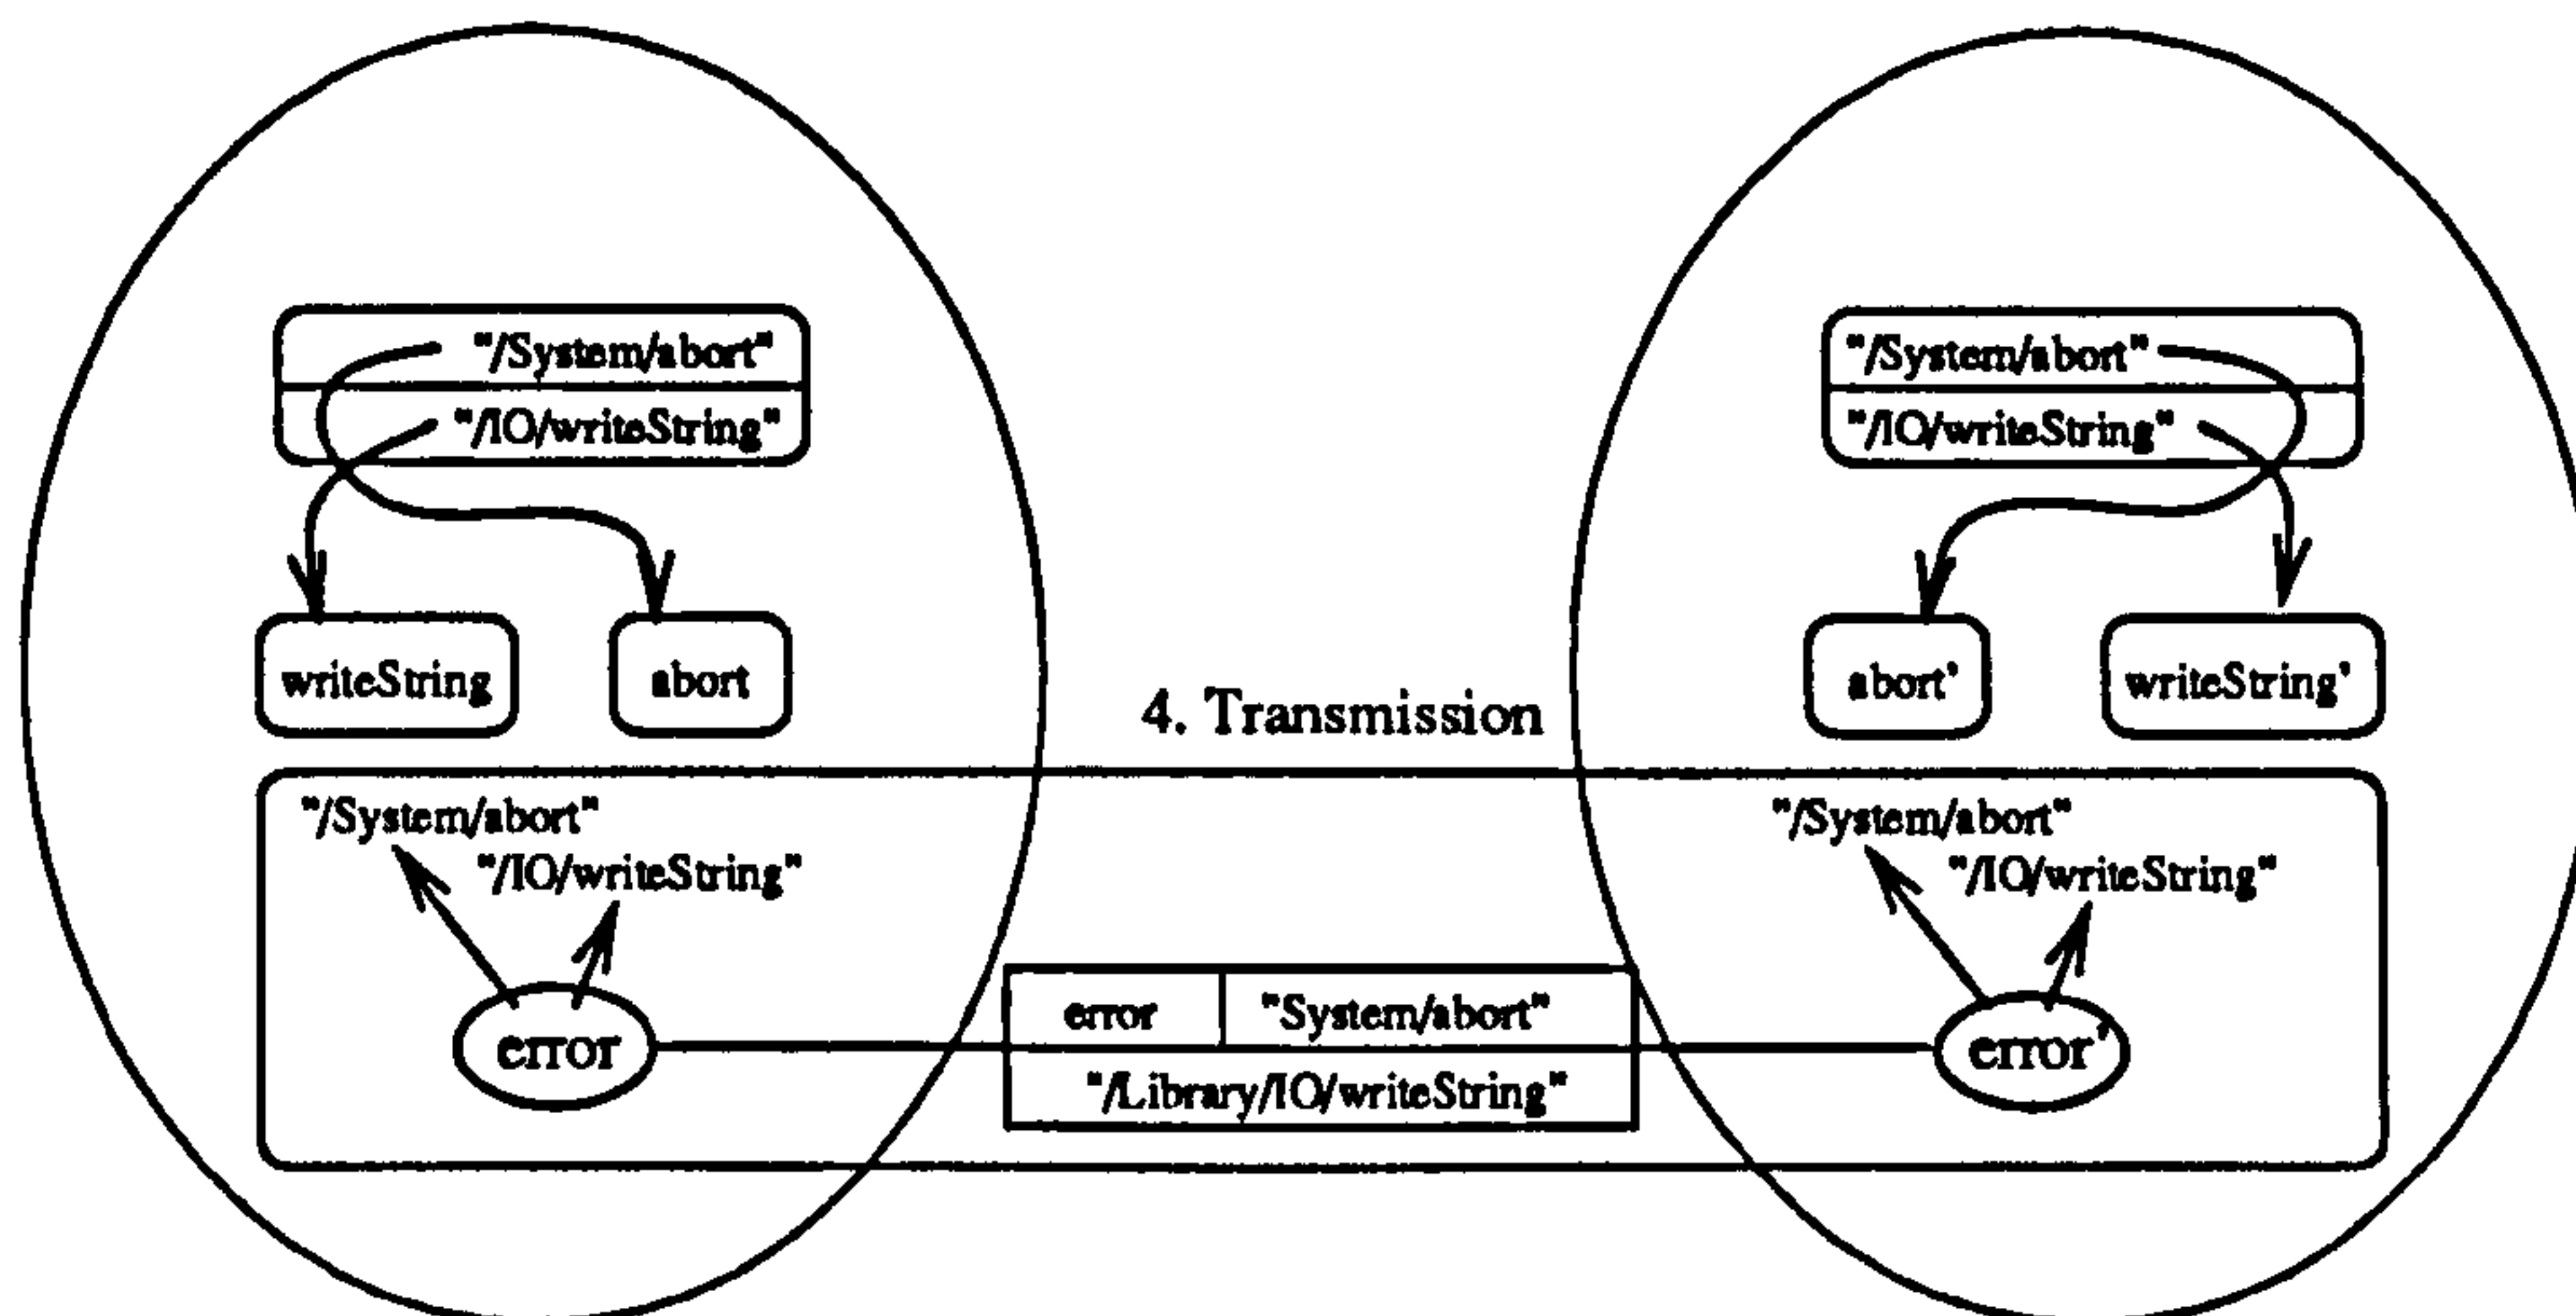 "/System/abort"
"/IO/writeString"
"/System/abort"
"/IO/writeString"
writeString
abort
abort'
writeString'
4. Transmission
"/System/abort"
"/IO/writeString"
"/System/abort"
"/IO/writeString"
error
error
"System/abort"
"/Library/IO/writeString"
error'